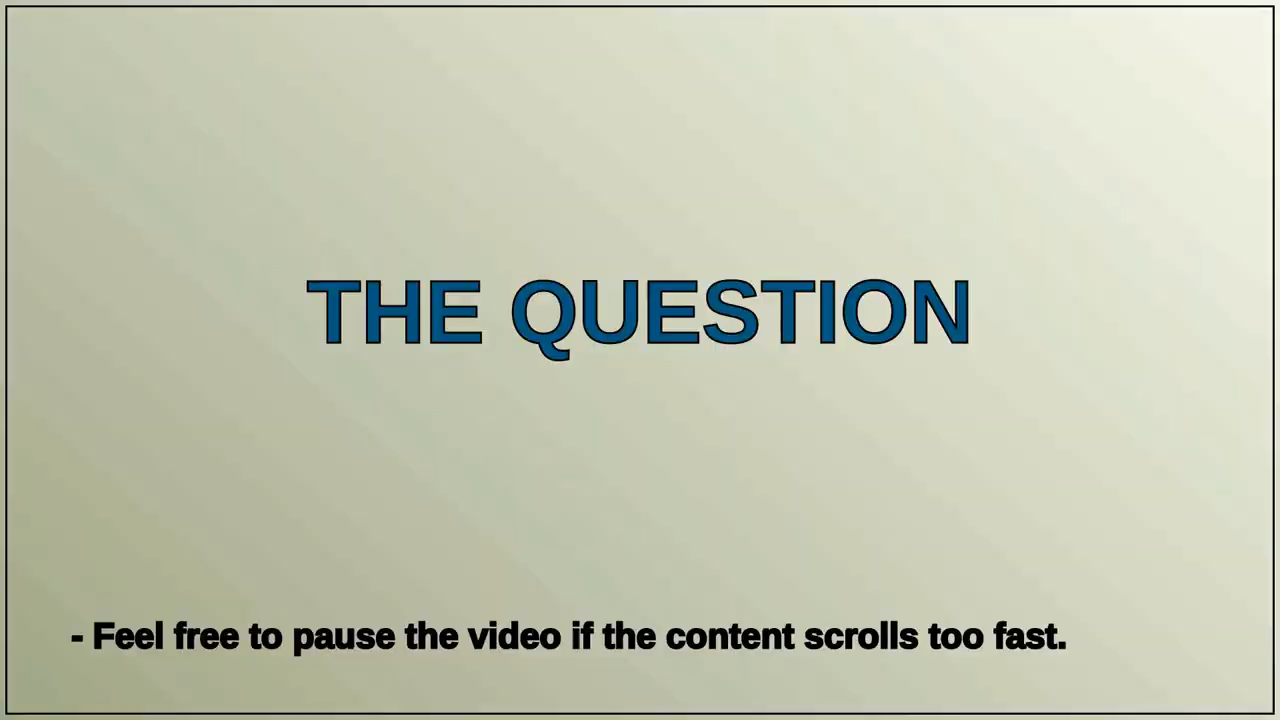 THE QUESTION
- Feel free to pause the video if the content scrolls too fast.